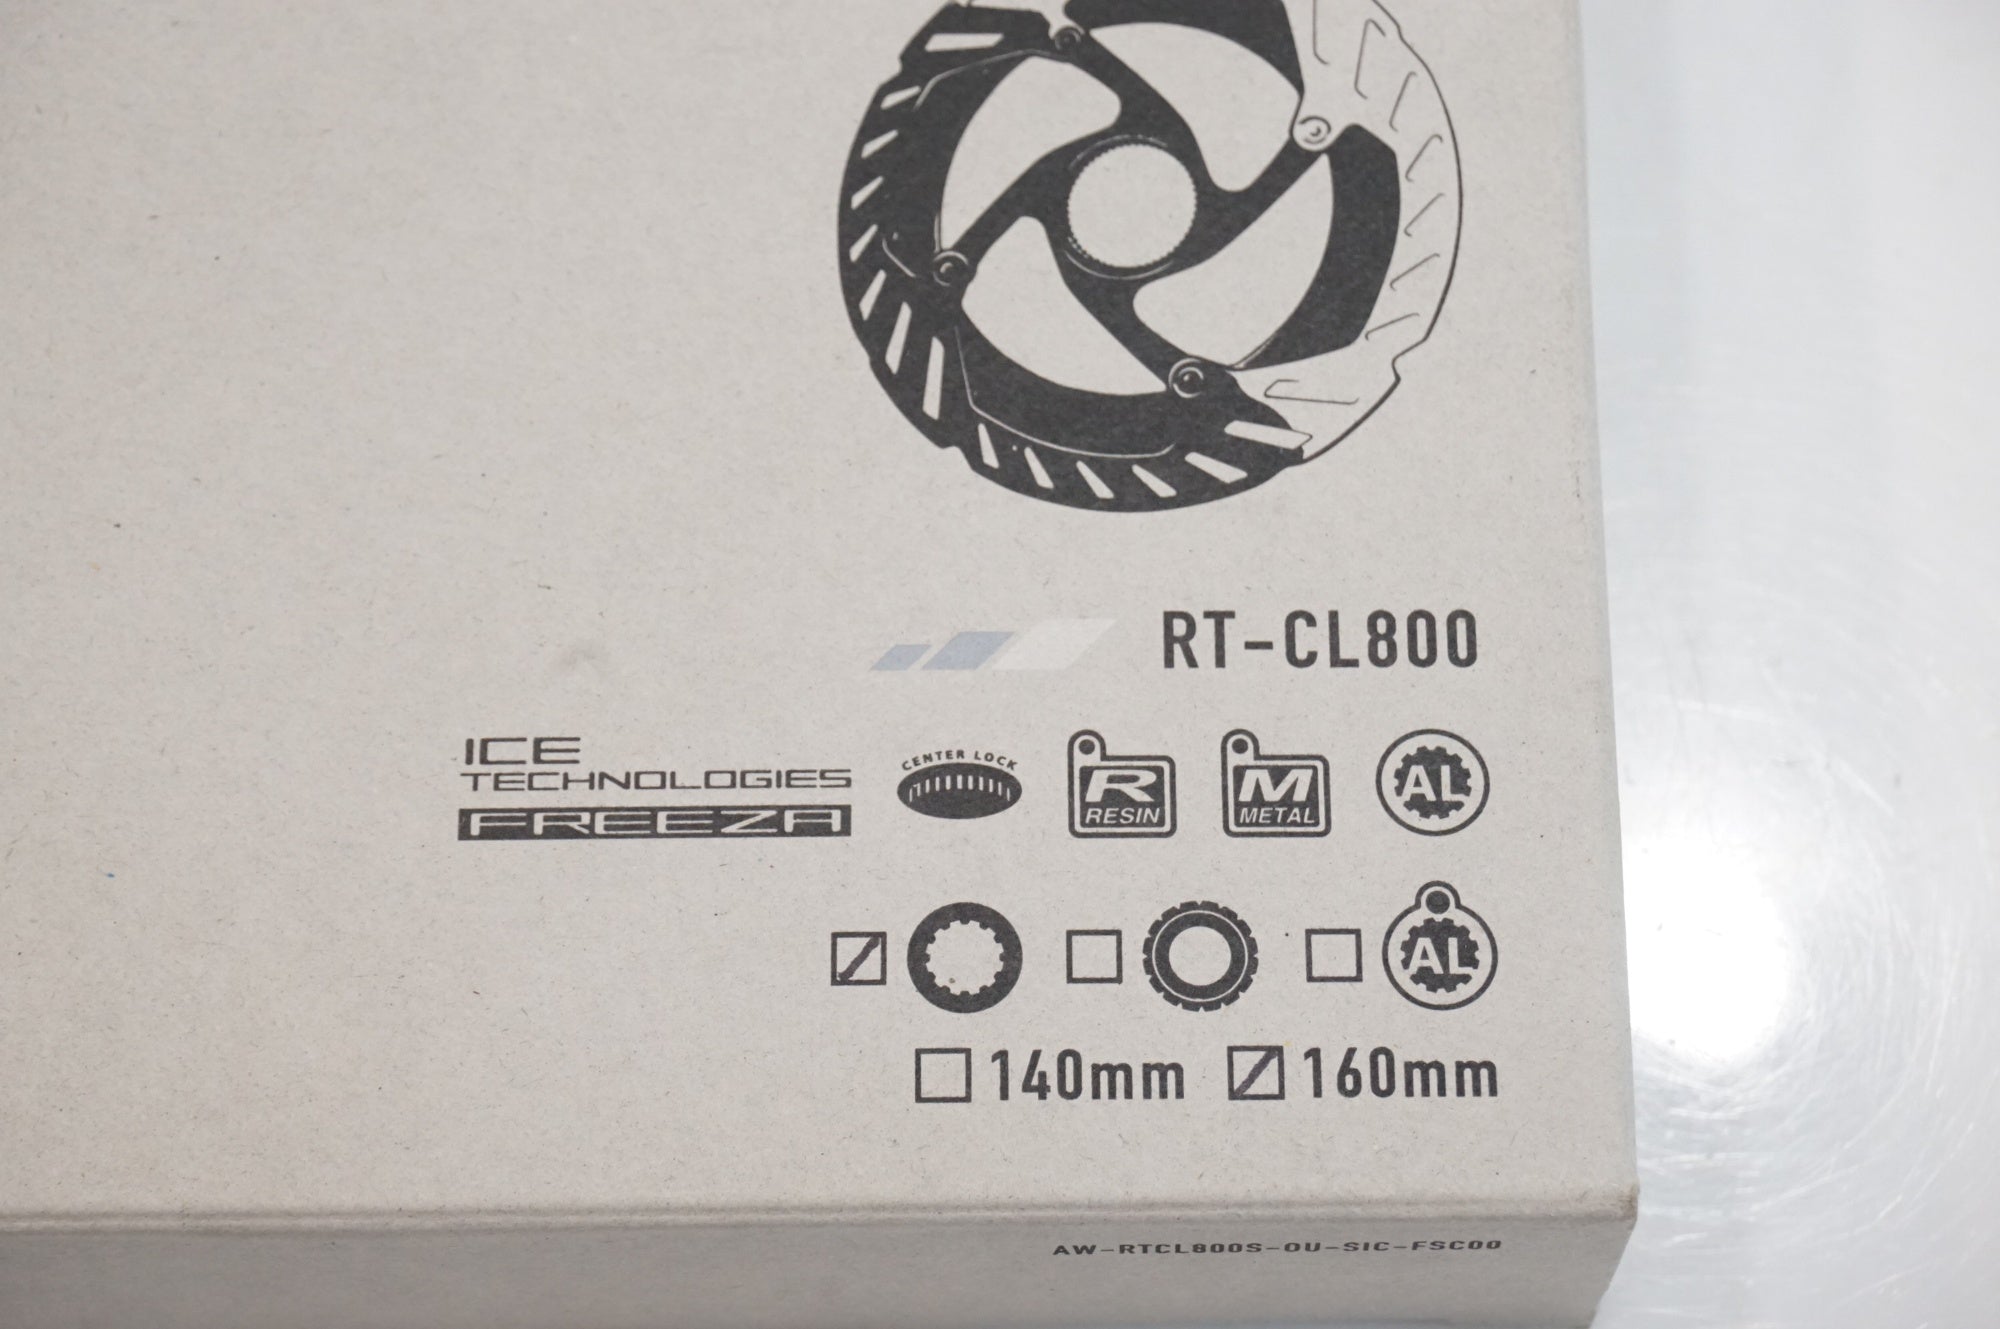 RT-CL800
ICE
TECHNOLOGIES
FREEZA
CENTER LOCK
R
RESIN
M
METAL
AL
AL
140mm 160mm
AW-RTCL800S-OU-SIC-FSC00